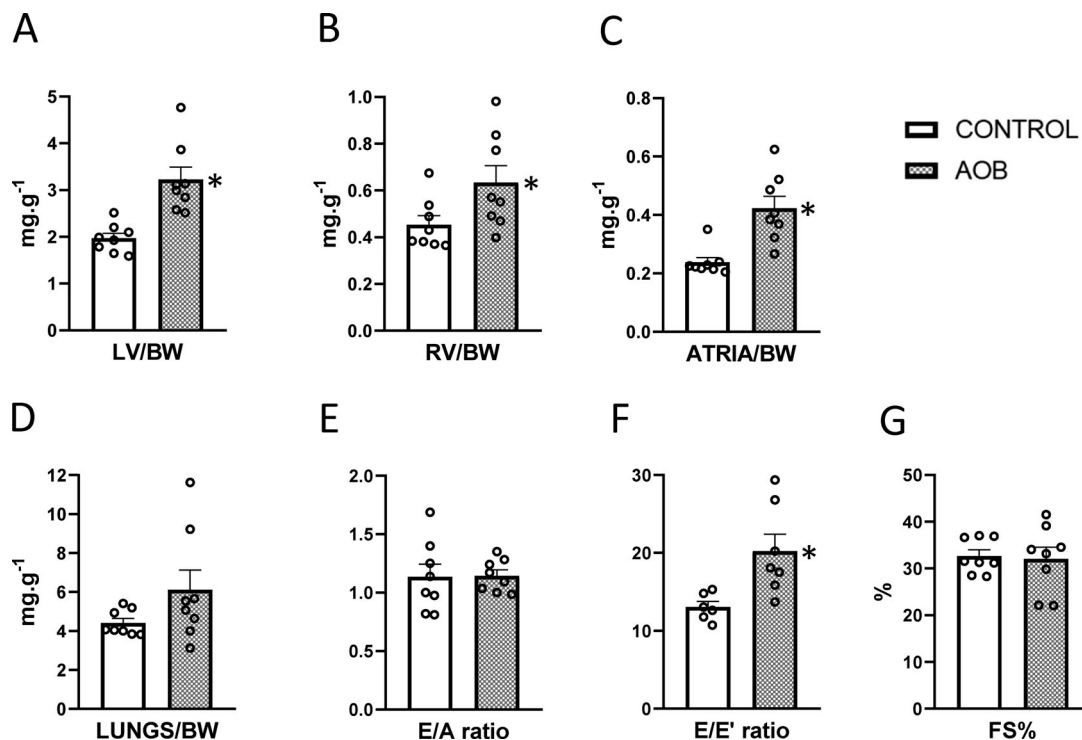 A
B
C
5
4
3
2
1
0
mg.g-1
*
LV/BW
1.0
0.8
0.6
0.4
0.2
0.0
*
RV/BW
0.8
0.6
0.4
0.2
0.0
mg.g-1
*
ATRIA/BW
CONTROL
AOB
D
E
F
G
12
10
8
6
4
2
0
mg.g-1
LUNGS/BW
2.0
1.5
1.0
0.5
0.0
E/A ratio
30
20
10
0
*
E/E' ratio
50
40
30
20
10
0
%
FS%